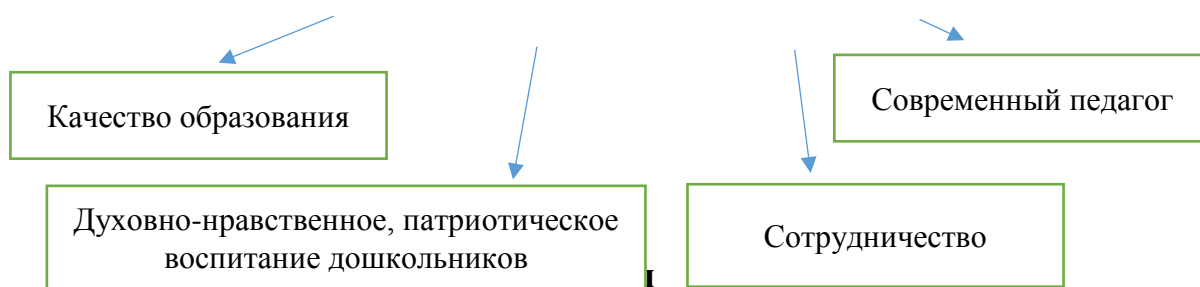 Качество образования
Современный педагог
Духовно-нравственное, патриотическое
воспитание дошкольников
Сотрудничество